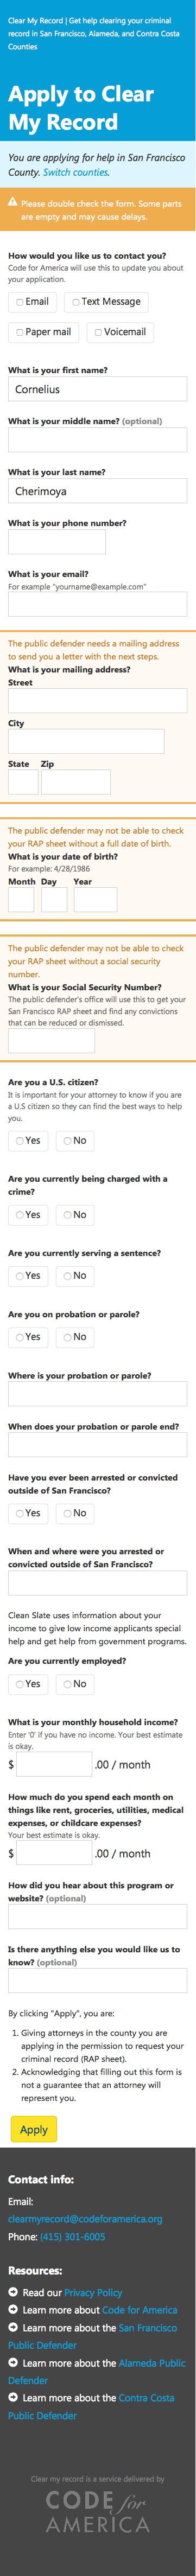 Clear My Record | Get help clearing your criminal
record in San Francisco, Alameda, and Contra Costa
Counties
Apply to Clear
My Record
You are applying for help in San Francisco
County. Switch counties.
Please double check the form. Some parts
are empty and may cause delays.
How would you like us to contact you?
Code for America will use this to update you about
your application.
Email Text Message
Paper mail Voicemail
What is your first name?
Cornelius
What is your middle name? (optional)
What is your last name?
Cherimoya
What is your phone number?
What is your email?
For example "yourname@example.com"
The public defender needs a mailing address
to send you a letter with the next steps.
What is your mailing address?
Street
City
State Zip
The public defender may not be able to check
your RAP sheet without a full date of birth.
What is your date of birth?
For example: 4/28/1986
Month Day Year
The public defender may not be able to check
your RAP sheet without a social security
number.
What is your Social Security Number?
The public defender's office will use this to get your
San Francisco RAP sheet and find any convictions
that can be reduced or dismissed.
Are you a U.S. citizen?
It is important for your attorney to know if you are
a U.S citizen so they can find the best ways to help
you.
Yes No
Are you currently being charged with a
crime?
Yes No
Are you currently serving a sentence?
Yes No
Are you on probation or parole?
Yes No
Where is your probation or parole?
When does your probation or parole end?
Have you ever been arrested or convicted
outside of San Francisco?
Yes No
When and where were you arrested or
convicted outside of San Francisco?
Clean Slate uses information about your
income to give low income applicants special
help and get help from government programs.
Are you currently employed?
Yes No
What is your monthly household income?
Enter '0' if you have no income. Your best estimate
is okay.
$ .00 / month
How much do you spend each month on
things like rent, groceries, utilities, medical
expenses, or childcare expenses?
Your best estimate is okay.
$ .00 / month
How did you hear about this program or
website? (optional)
Is there anything else you would like us to
know? (optional)
By clicking "Apply", you are:
1. Giving attorneys in the county you are
applying in the permission to request your
criminal record (RAP sheet).
2. Acknowledging that filling out this form is
not a guarantee that an attorney will
represent you.
Apply
Contact info:
Email:
clearmyrecord@codeforamerica.org
Phone: (415) 301-6005
Resources:
Read our Privacy Policy
Learn more about Code for America
Learn more about the San Francisco
Public Defender
Learn more about the Alameda Public
Defender
Learn more about the Contra Costa
Public Defender
Clear my record is a service delivered by
CODE for
AMERICA